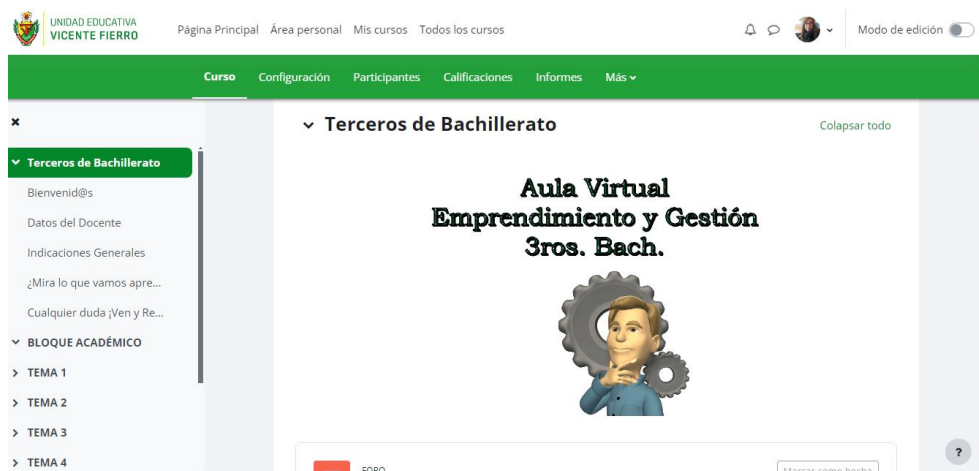 UNIDAD EDUCATIVA
VICENTE FIERRO
Página Principal Área personal Mis cursos Todos los cursos
Modo de edición
Curso Configuración Participantes Calificaciones Informes Más
Terceros de Bachillerato
Colapsar todo
Terceros de Bachillerato
Bienvenid@s
Datos del Docente
Indicaciones Generales
¿Mira lo que vamos apre...
Cualquier duda ¡Ven y Re...
BLOQUE ACADÉMICO
TEMA 1
TEMA 2
TEMA 3
TEMA 4
Aula Virtual
Emprendimiento y Gestión
3ros. Bach.
FORO
Marcar como hecha
?